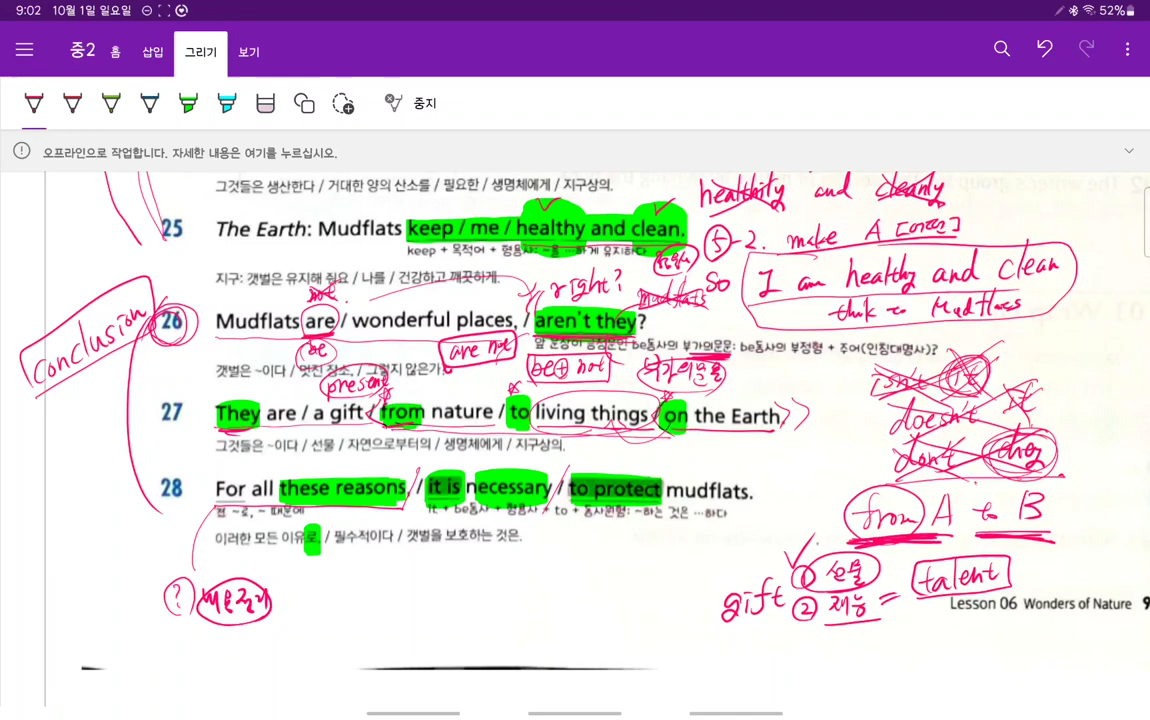 9:02 10월 1일 일요일
52%
중2 홈 삽입 그리기 보기
중지
오프라인으로 작업합니다. 자세한 내용은 여기를 누르십시오.
그것들은 생산한다 / 거대한 양의 산소를 / 필요한 / 생명체에게 / 지구상의.
healthily and cleanly
25 The Earth: Mudflats keep / me / healthy and clean.
keep + 목적어 + 형용사: ~을 …하게 유지하다
⑤-2. make A
지구: 갯벌은 유지해 줘요 / 나를 / 건강하고 깨끗하게.
so I am healthy and clean
not right? mudflats
26 Mudflats are / wonderful places, / aren't they?
앞 문장이 긍정문인 be동사의 부가의문문: be동사의 부정형 + 주어(인칭대명사)?
be are not be + not 부가의문문
갯벌은 ~이다 / 멋진 장소, / 그렇지 않은가?
Conclusion
present
isn't it
27 They are / a gift / from nature / to living things / on the Earth.
doesn't it
그것들은 ~이다 / 선물 / 자연으로부터의 / 생명체에게 / 지구상의.
don't they
28 For all these reasons, / it is necessary / to protect mudflats.
전 ~로, ~ 때문에
It + be동사 + 형용사 + to + 동사원형: ~하는 것은 …하다
from A to B
이러한 모든 이유로, / 필수적이다 / 갯벌을 보호하는 것은.
gift ① 선물
② 재능 = talent
?
Lesson 06 Wonders of Nature 9